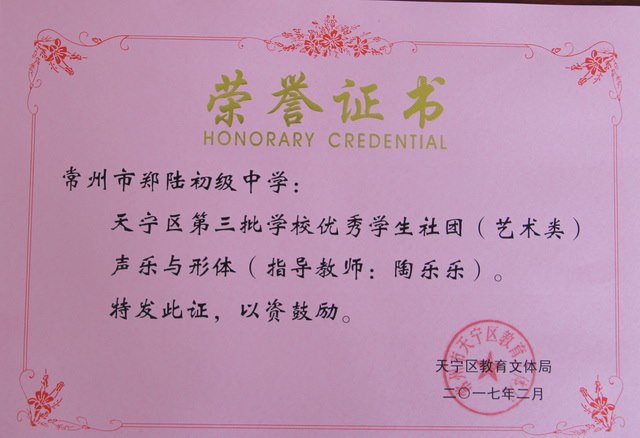 荣誉证书
HONORARY CREDENTIAL
常州市郑陆初级中学：
天宁区第三批学校优秀学生社团（艺术类）
声乐与形体（指导教师：陶乐乐）。
特发此证，以资鼓励。
天宁区教育文体局
二〇一七年二月